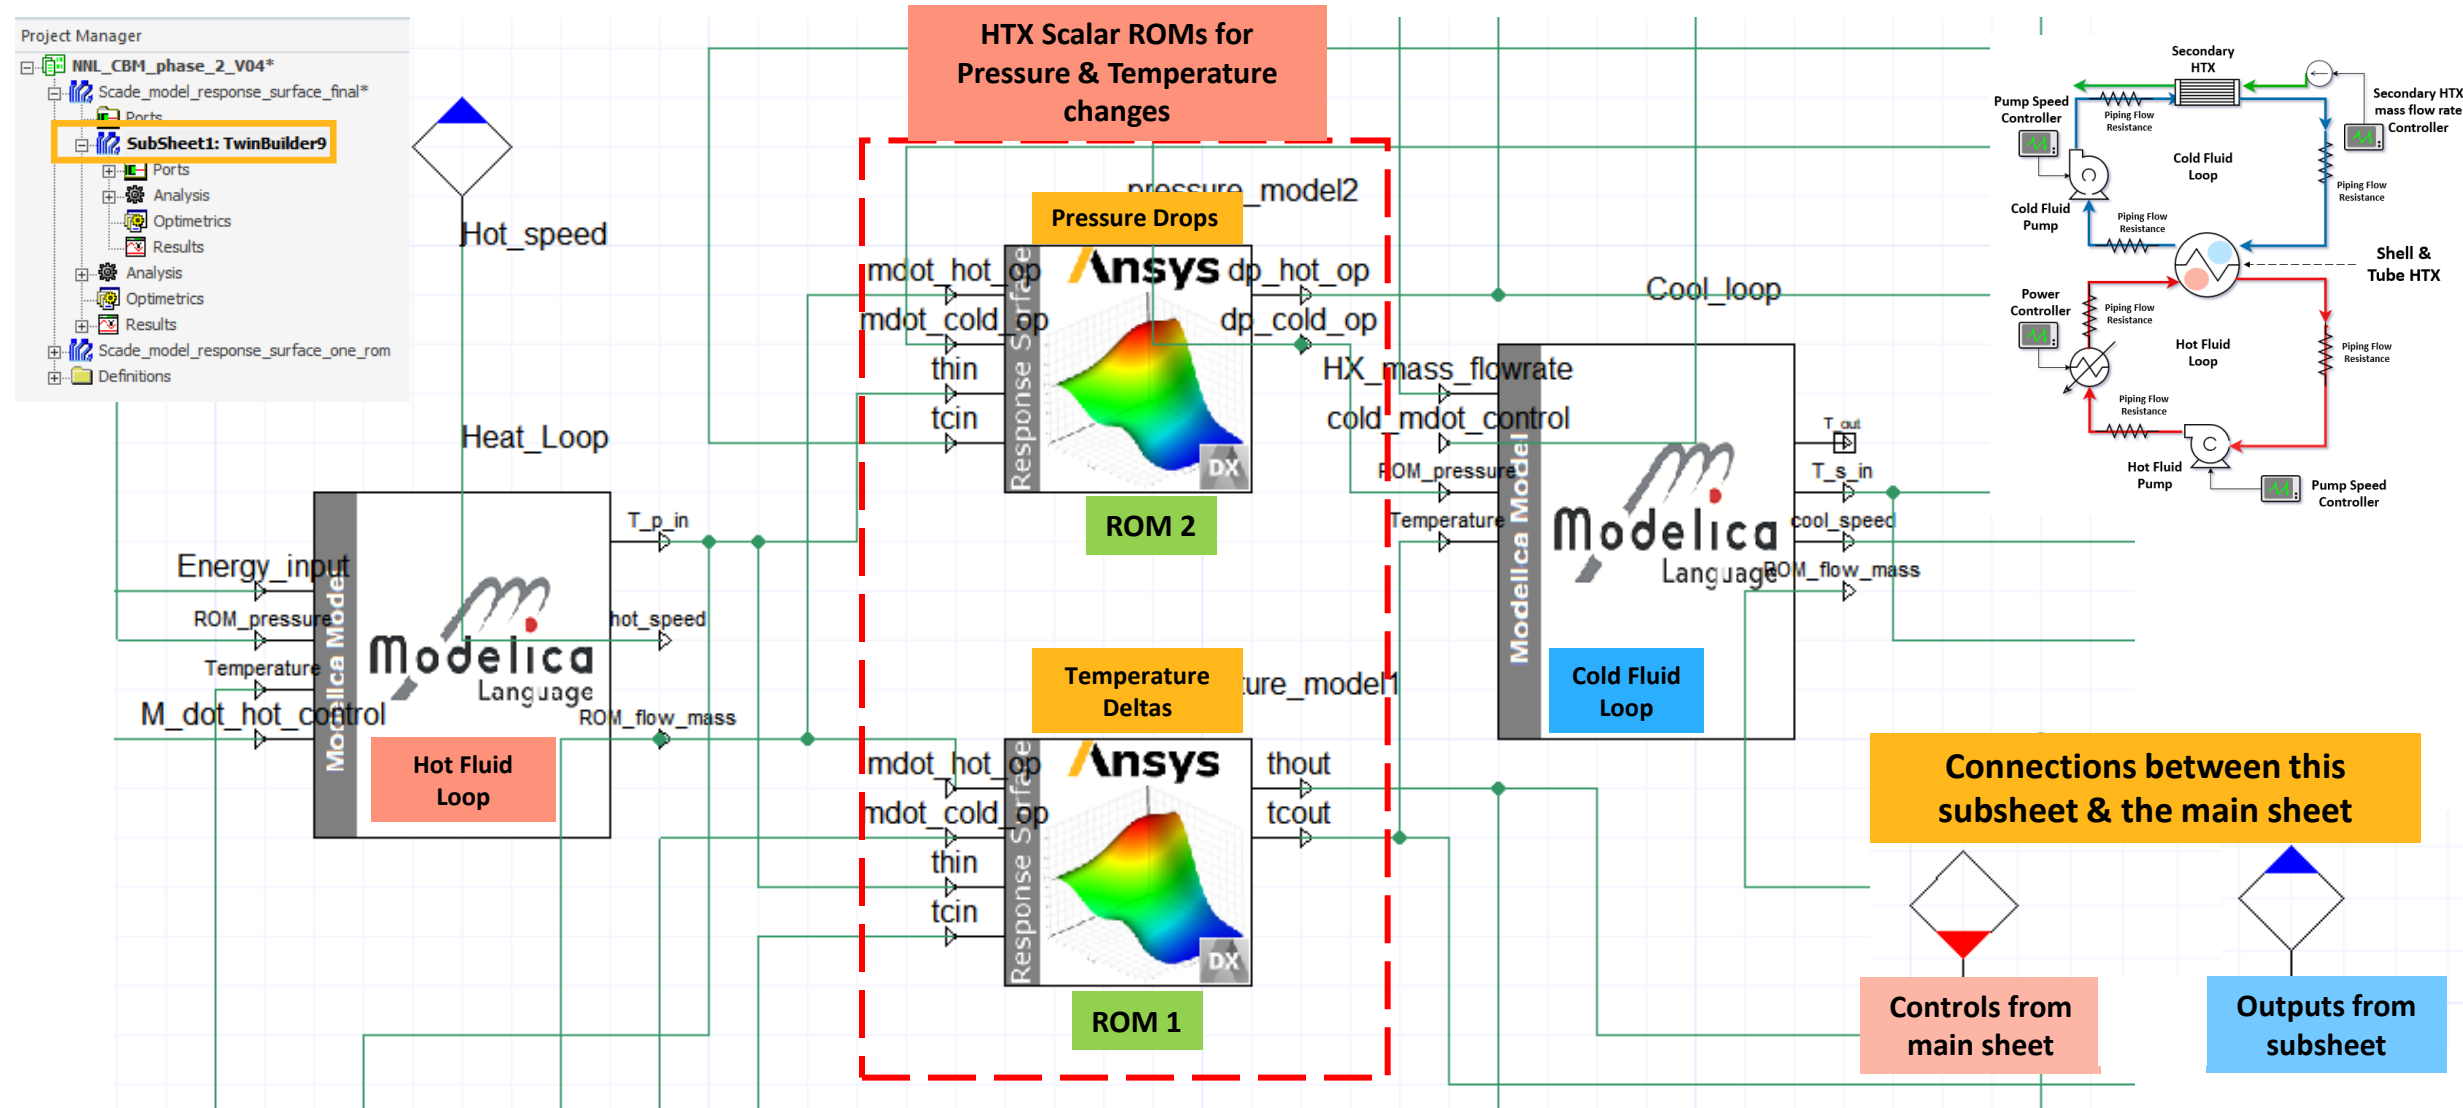 Project Manager
NNL_CBM_phase_2_V04*
Scade_model_response_surface_final*
Ports
SubSheet1: TwinBuilder9
Ports
Analysis
Optimetrics
Results
Analysis
Optimetrics
Results
Scade_model_response_surface_one_rom
Definitions
HTX Scalar ROMs for
Pressure & Temperature
changes
Hot_speed
Heat_Loop
Energy_input
ROM_pressure
Temperature
M_dot_hot_control
Modelica Model
Modelica
Language
T_p_in
hot_speed
ROM_flow_mass
Hot Fluid
Loop
pressure_model2
Pressure Drops
mdot_hot_op
mdot_cold_op
thin
tcin
Response Surface
Ansys
DX
dp_hot_op
dp_cold_op
ROM 2
Temperature
Deltas
ture_model1
mdot_hot_op
mdot_cold_op
thin
tcin
Response Surface
Ansys
DX
thout
tcout
ROM 1
Cool_loop
HX_mass_flowrate
cold_mdot_control
ROM_pressure
Temperature
Modelica Model
Modelica
Language
T_out
T_s_in
cool_speed
ROM_flow_mass
Cold Fluid
Loop
Secondary
HTX
Secondary HTX
mass flow rate
Controller
Pump Speed
Controller
Piping Flow
Resistance
Cold Fluid
Loop
Piping Flow
Resistance
Cold Fluid
Pump
Piping Flow
Resistance
Shell &
Tube HTX
Power
Controller
Piping Flow
Resistance
Hot Fluid
Loop
Piping Flow
Resistance
Piping Flow
Resistance
C
C
Hot Fluid
Pump
Pump Speed
Controller
Connections between this
subsheet & the main sheet
Controls from
main sheet
Outputs from
subsheet